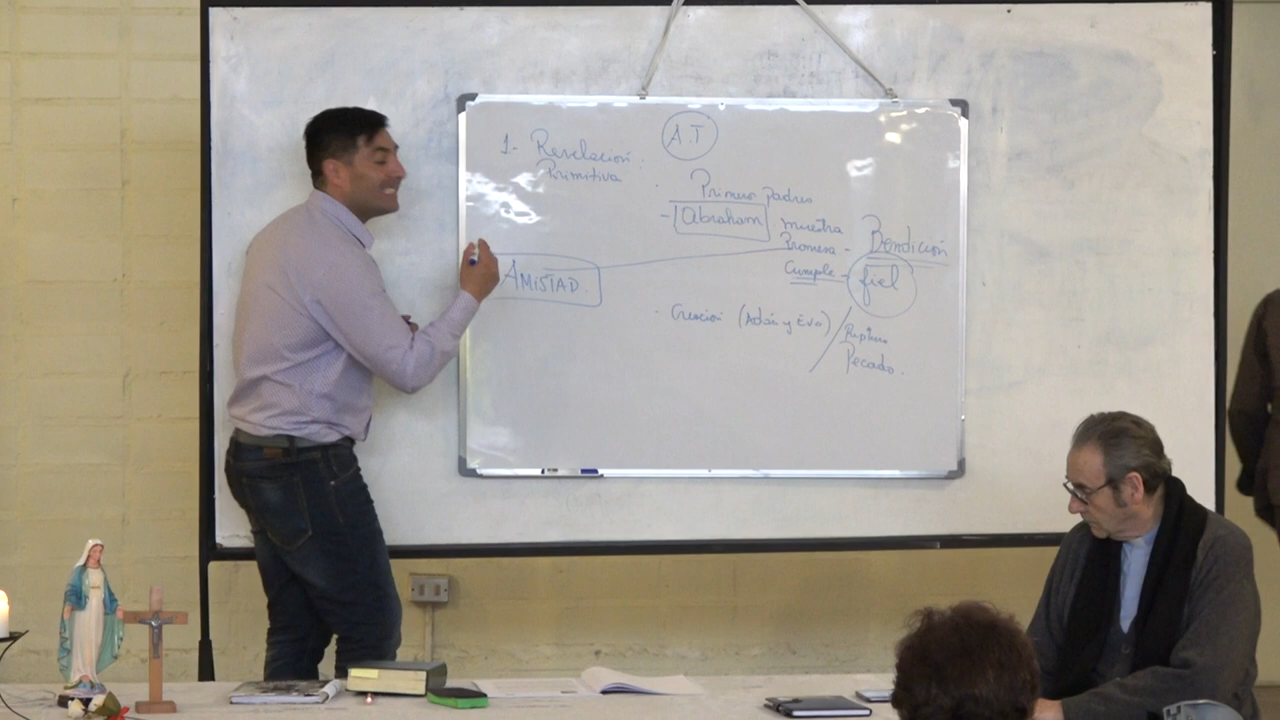 A.T
1.- Revelación:
Primitiva
· Primeros padres
- Abraham
muestra
Promesa - Bendición
Cumple - fiel
AMISTAD.
· Creación (Adán y Eva)
Ruptura
Pecado.